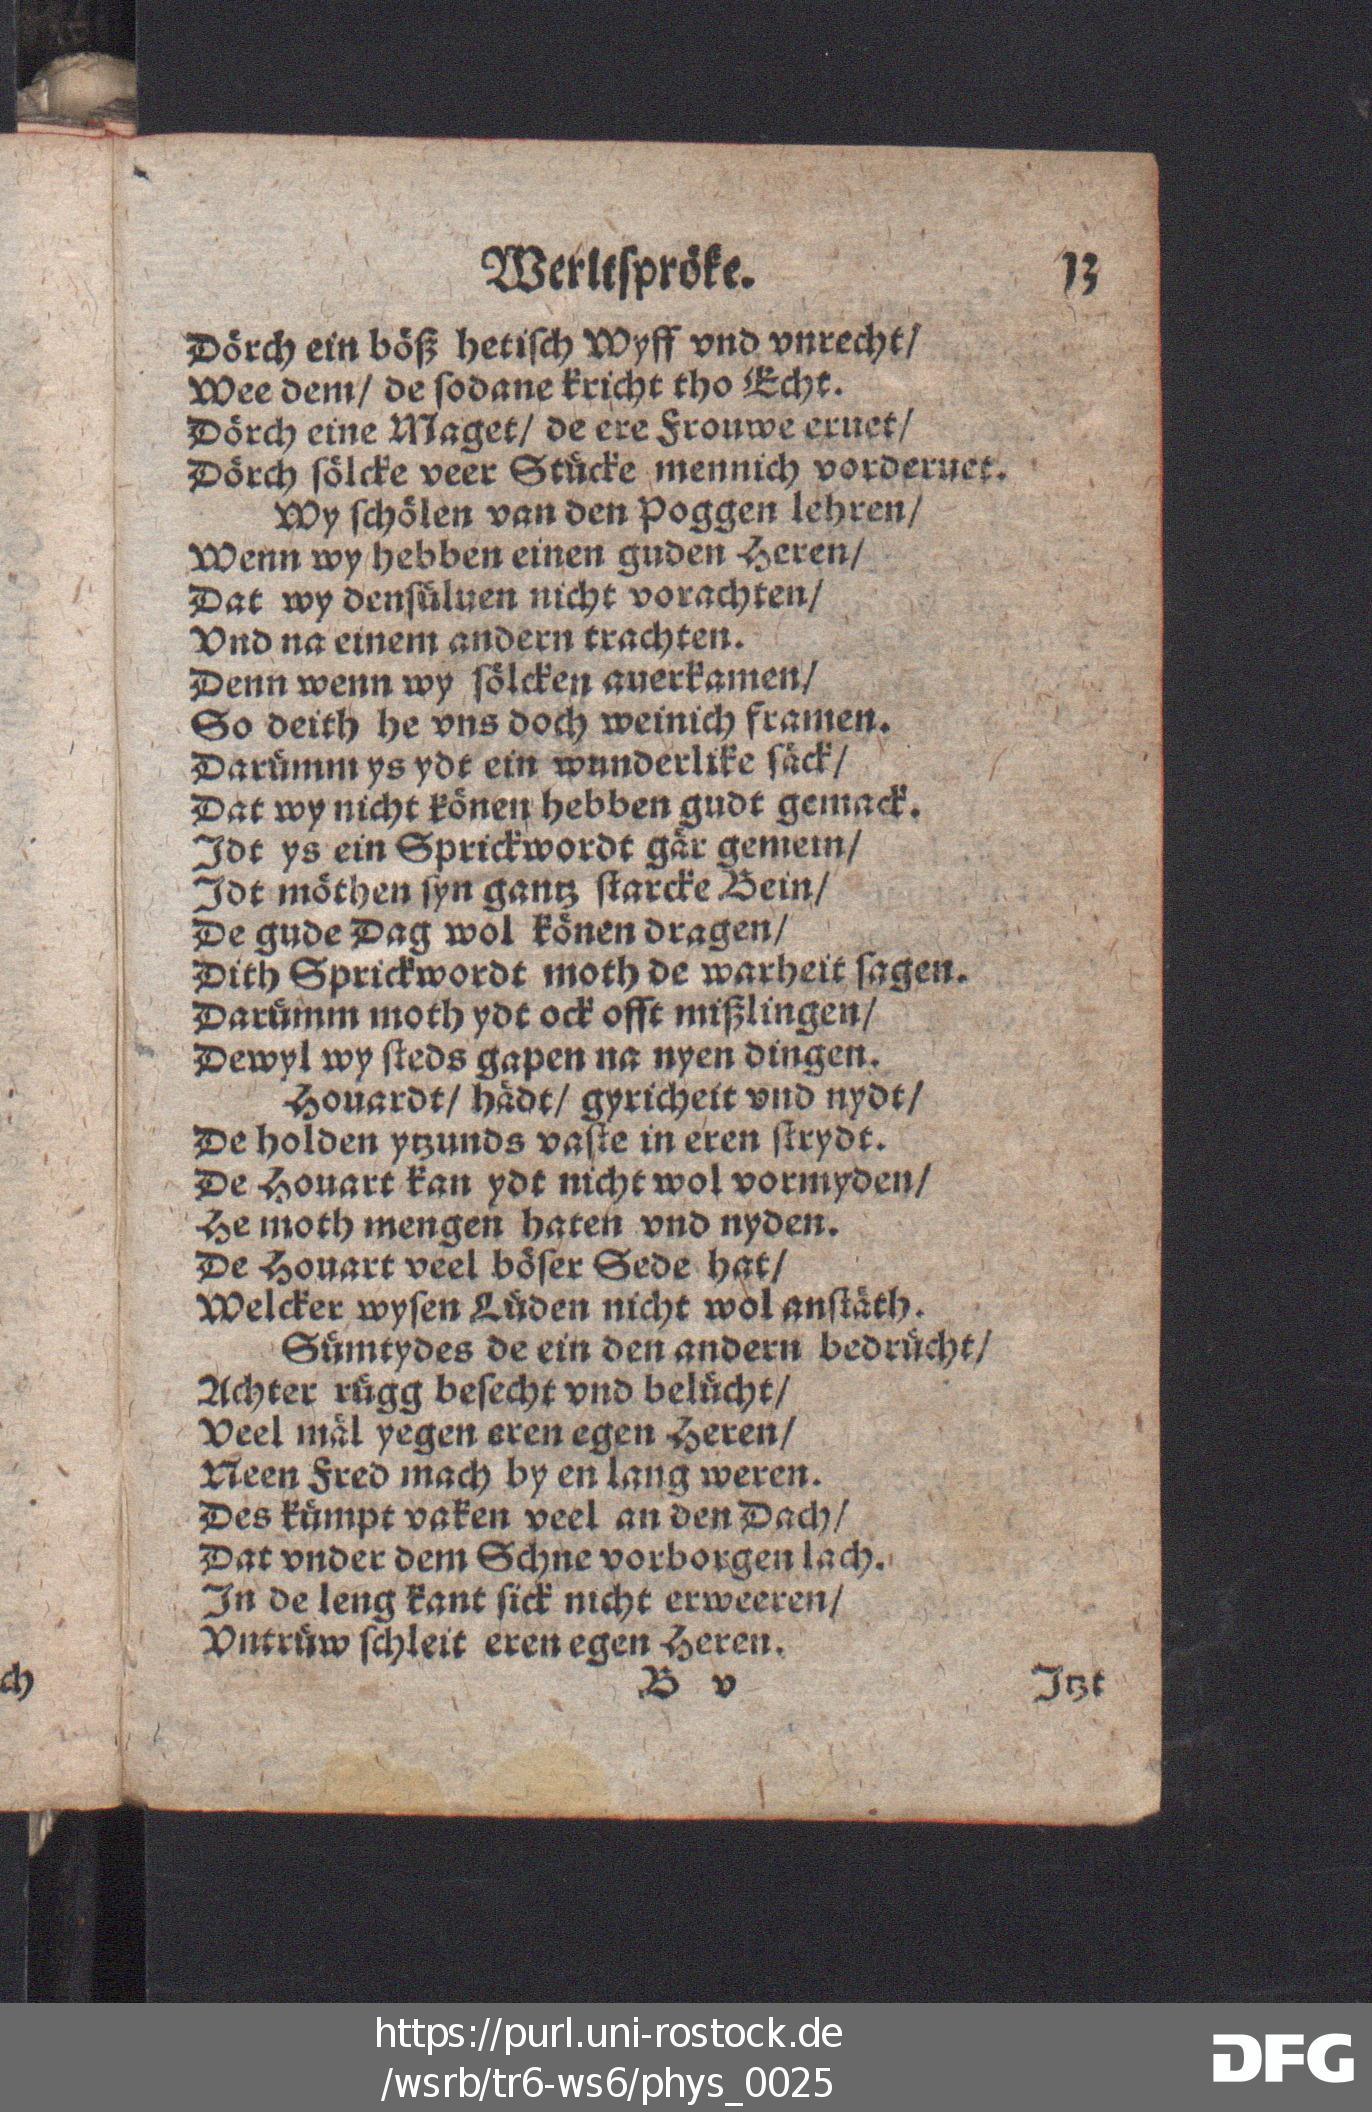 Werltspröke.
13
Dörch ein böß hetisch Wyff vnd vnrecht/
Wee dem/ de sodane kricht tho Echt.
Dörch eine Maget/ de ere Frouwe eruet/
Dörch sölcke veer Stücke mennich vorderuet.
Wy schölen van den Poggen lehren/
Wenn wy hebben einen guden Heren/
Dat wy densüluen nicht vorachten/
Vnd na einem andern trachten.
Denn wenn wy sölcken auerkamen/
So deith he vns doch weinich framen.
Darümm ys ydt ein wunderlike säck/
Dat wy nicht könen hebben gudt gemack.
Idt ys ein Sprickwordt gär gemein/
Idt möthen syn gantz starcke Bein/
De gude Dag wol könen dragen/
Dith Sprickwordt moth de warheit sagen.
Darümm moth ydt ock offt mißlingen/
Dewyl wy steds gapen na nyen dingen.
Houardt/ hädt/ gyricheit vnd nydt/
De holden ytzunds vaste in eren strydt.
De Houart kan ydt nicht wol vormyden/
He moth mengen haten vnd nyden.
De Houart veel böser Sede hat/
Welcker wysen Lüden nicht wol anstäth.
Sümtydes de ein den andern bedrücht/
Achter rügg besecht vnd belücht/
Veel mäl yegen eren egen Heren/
Neen Fred mach by en lang weren.
Des kümpt vaken veel an den Dach/
Dat vnder dem Schne vorborgen lach.
In de leng kant sick nicht erweeren/
Vntrüw schleit eren egen Heren.
B v
Itzt
ch
https://purl.uni-rostock.de
/wsrb/tr6-ws6/phys_0025
DFG